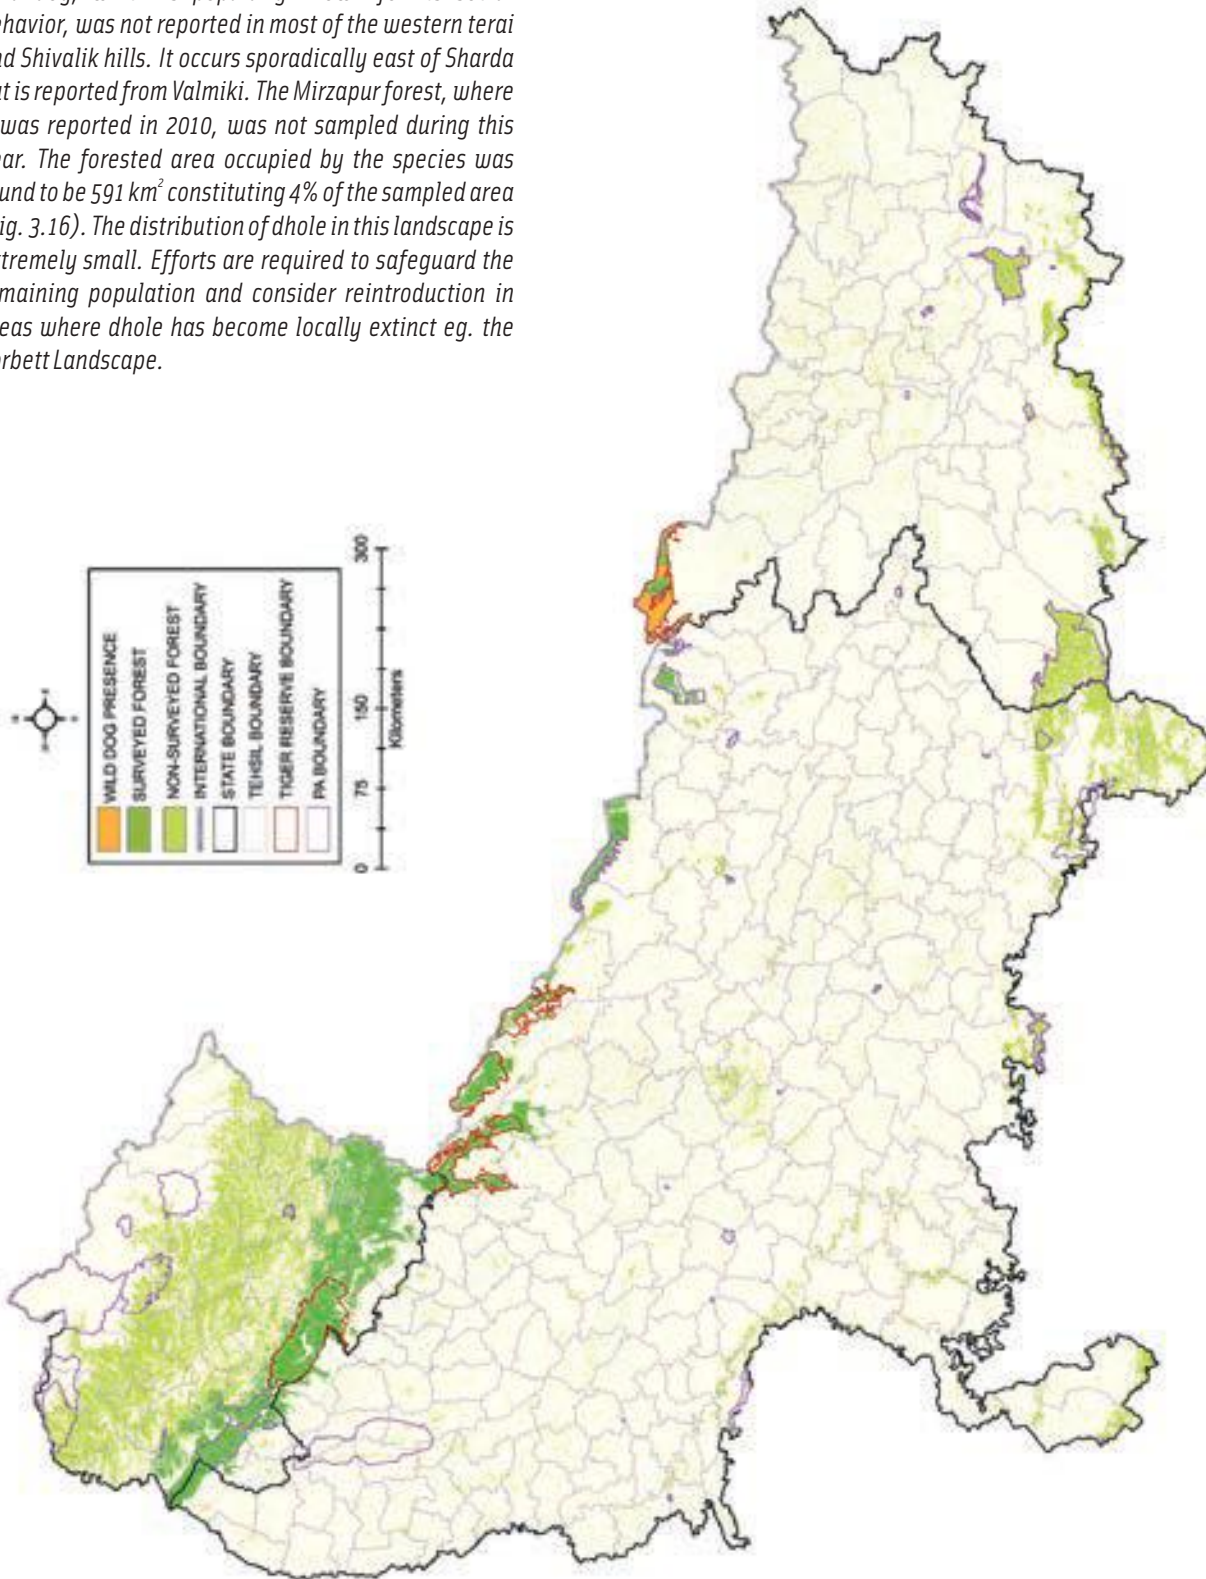 behavior, was not reported in most of the western terai
and Shivalik hills. It occurs sporadically east of Sharda
is reported from Valmiki. The Mirzapur forest, where
was reported in 2010, was not sampled during this
year. The forested area occupied by the species was
found to be 591 km² constituting 4% of the sampled area
(Fig. 3.16). The distribution of dhole in this landscape is
extremely small. Efforts are required to safeguard the
remaining population and consider reintroduction in
areas where dhole has become locally extinct eg. the
Corbett Landscape.
WILD DOG PRESENCE
SURVEYED FOREST
NON-SURVEYED FOREST
INTERNATIONAL BOUNDARY
STATE BOUNDARY
TEHSIL BOUNDARY
TIGER RESERVE BOUNDARY
PA BOUNDARY
0 75 150 300
Kilometers